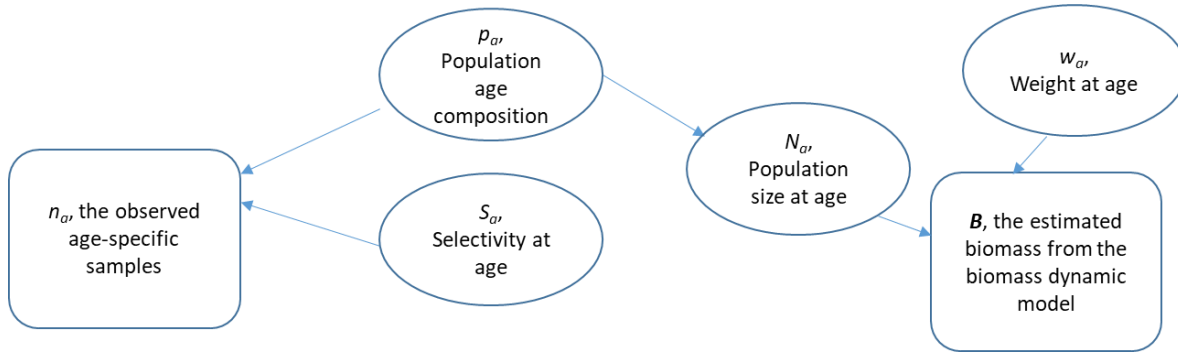 pa,
Population
age
composition
wa,
Weight at age
Na,
Population
size at age
na, the observed
age-specific
samples
Sa,
Selectivity at
age
B, the estimated
biomass from the
biomass dynamic
model